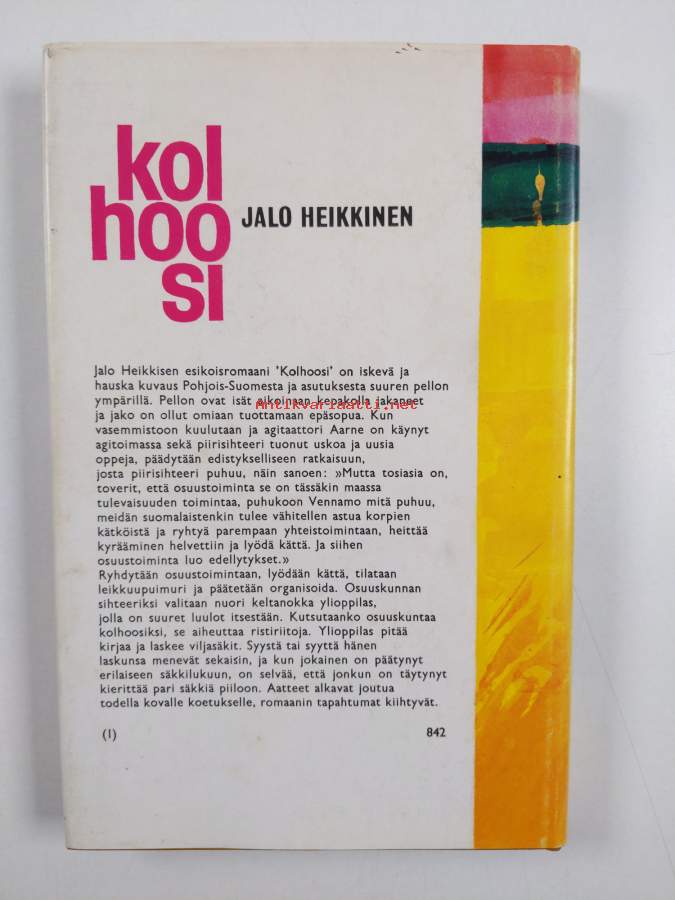 kol
hoo
si
JALO HEIKKINEN
Jalo Heikkisen esikoisromaani 'Kolhoosi' on iskevä ja
hauska kuvaus Pohjois-Suomesta ja asutuksesta suuren pellon
ympärillä. Pellon ovat isät aikoinaan kepakolla jakaneet
Antikvariaatti.net
ja jako on ollut omiaan tuottamaan epäsopua. Kun
vasemmistoon kuulutaan ja agitaattori Aarne on käynyt
agitoimassa sekä piirisihteeri tuonut uskoa ja uusia
oppeja, päädytään edistykselliseen ratkaisuun,
josta piirisihteeri puhuu, näin sanoen: »Mutta tosiasia on,
toverit, että osuustoiminta se on tässäkin maassa
tulevaisuuden toimintaa, puhukoon Vennamo mitä puhuu,
meidän suomalaistenkin tulee vähitellen astua korpien
kätköistä ja ryhtyä parempaan yhteistoimintaan, heittää
kyrääminen helvettiin ja lyödä kättä. Ja siihen
osuustoiminta luo edellytykset.»
Ryhdytään osuustoimintaan, lyödään kättä, tilataan
leikkuupuimuri ja päätetään organisoida. Osuuskunnan
sihteeriksi valitaan nuori keltanokka ylioppilas,
jolla on suuret luulot itsestään. Kutsutaanko osuuskuntaa
kolhoosiksi, se aiheuttaa ristiriitoja. Ylioppilas pitää
kirjaa ja laskee viljasäkit. Syystä tai syyttä hänen
laskunsa menevät sekaisin, ja kun jokainen on päätynyt
erilaiseen säkkilukuun, on selvää, että jonkun on täytynyt
kierittää pari säkkiä piiloon. Aatteet alkavat joutua
todella kovalle koetukselle, romaanin tapahtumat kiihtyvät.
(1) 842